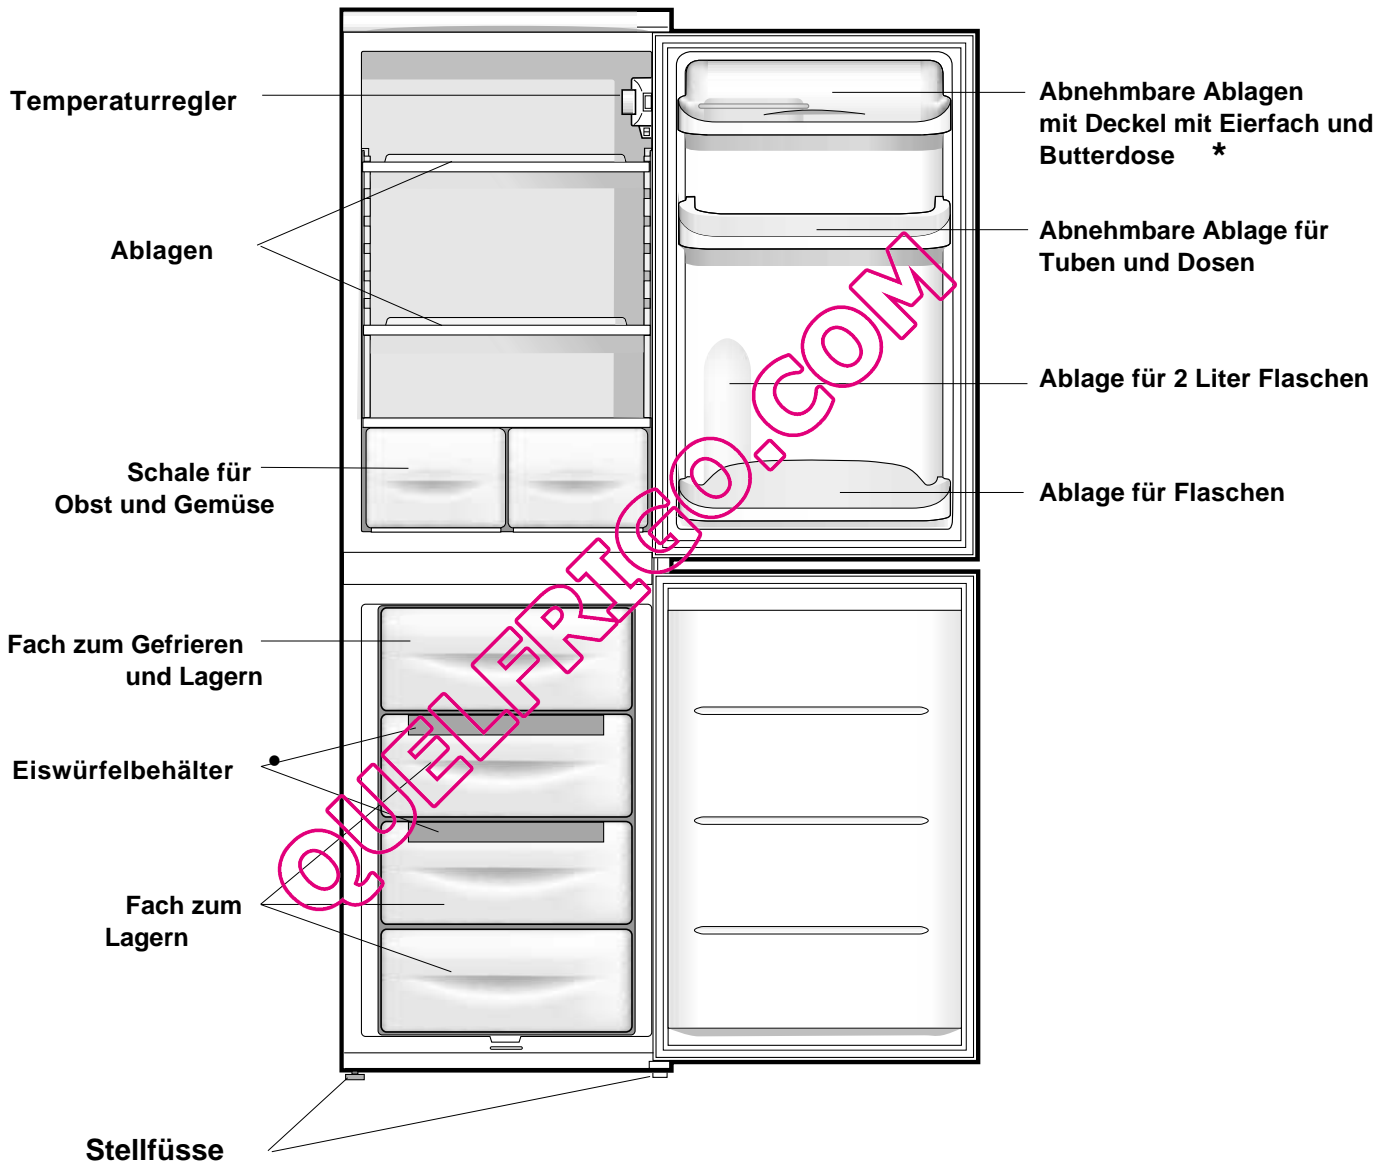 Temperaturregler
Ablagen
Schale für
Obst und Gemüse
Fach zum Gefrieren
und Lagern
Eiswürfelbehälter
Fach zum
Lagern
Stellfüsse
Abnehmbare Ablagen
mit Deckel mit Eierfach und
Butterdose *
Abnehmbare Ablage für
Tuben und Dosen
Ablage für 2 Liter Flaschen
Ablage für Flaschen
QUELFRIGO.COM